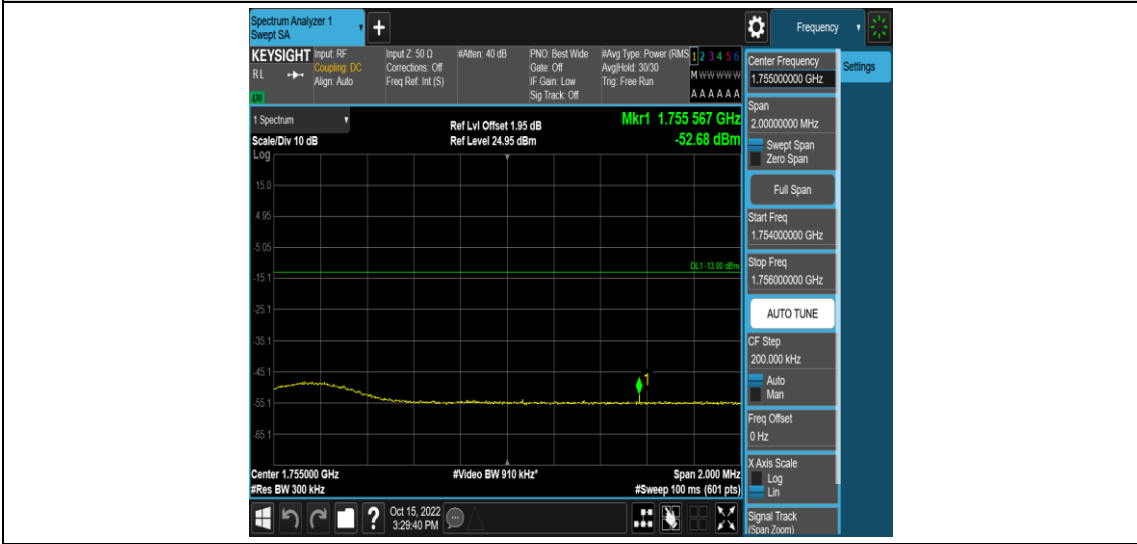 Spectrum Analyzer 1
Swept SA
Frequency
KEYSIGHT
RL
Input: RF
Coupling: DC
Align: Auto
Input Z: 50 Ω
Corrections: Off
Freq Ref: Int (S)
#Atten: 40 dB
PNO: Best Wide
Gate: Off
IF Gain: Low
Sig Track: Off
#Avg Type: Power (RMS
Avg|Hold: 30/30
Trig: Free Run
1 2 3 4 5 6
M W W W W W
A A A A A A
1 Spectrum
Scale/Div 10 dB
Ref Lvl Offset 1.95 dB
Ref Level 24.95 dBm
Mkr1 1.755 567 GHz
-52.68 dBm
Log
15.0
4.95
-5.05
DL1 -13.00 dBm
-15.1
-25.1
-35.1
-45.1
1
-55.1
-65.1
Center 1.755000 GHz
#Video BW 910 kHz*
Span 2.000 MHz
#Res BW 300 kHz
#Sweep 100 ms (601 pts)
Oct 15, 2022
3:29:40 PM
Center Frequency
1.755000000 GHz
Settings
Span
2.00000000 MHz
Swept Span
Zero Span
Full Span
Start Freq
1.754000000 GHz
Stop Freq
1.756000000 GHz
AUTO TUNE
CF Step
200.000 kHz
Auto
Man
Freq Offset
0 Hz
X Axis Scale
Log
Lin
Signal Track
(Span Zoom)